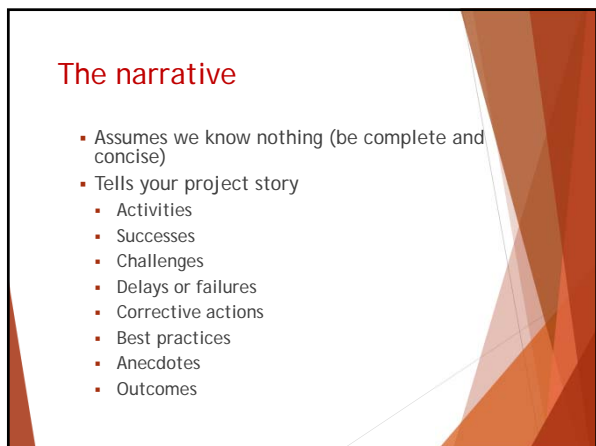 The narrative
▪ Assumes we know nothing (be complete and
concise)
▪ Tells your project story
▪ Activities
▪ Successes
▪ Challenges
▪ Delays or failures
▪ Corrective actions
▪ Best practices
▪ Anecdotes
▪ Outcomes